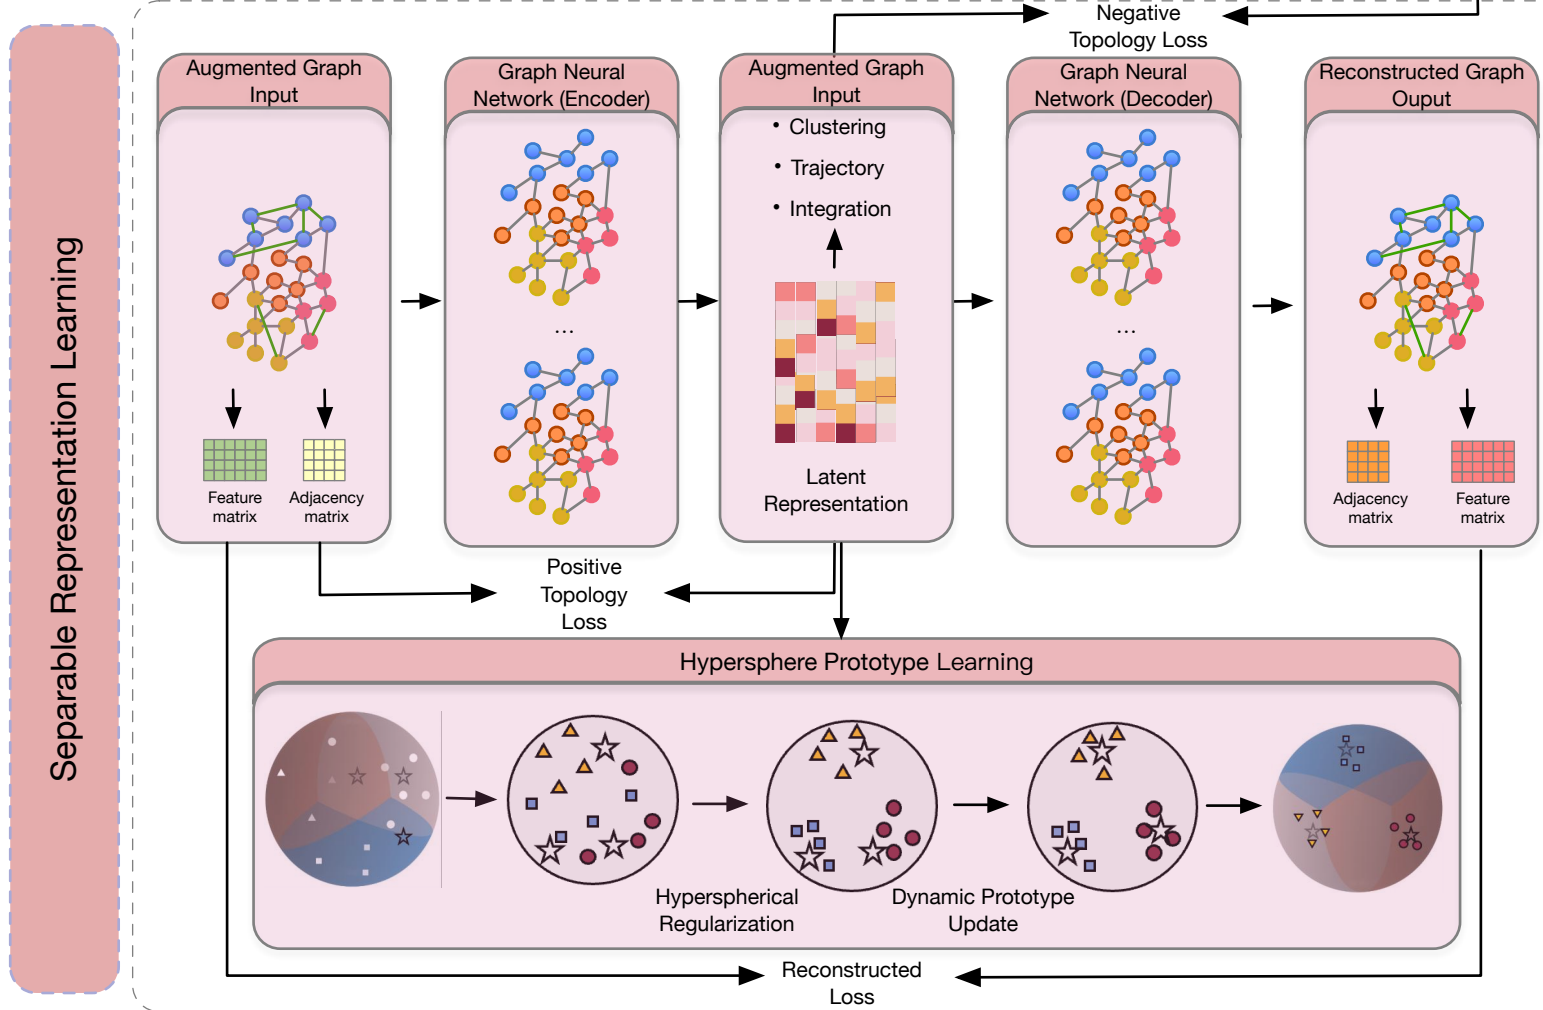 Separable Representation Learning
Negative
Topology Loss
Augmented Graph
Input
Graph Neural
Network (Encoder)
Augmented Graph
Input
• Clustering
• Trajectory
• Integration
Graph Neural
Network (Decoder)
Reconstructed Graph
Ouput
...
...
Latent
Representation
Feature
matrix
Adjacency
matrix
Adjacency
matrix
Feature
matrix
Positive
Topology
Loss
Hypersphere Prototype Learning
Hyperspherical
Regularization
Dynamic Prototype
Update
Reconstructed
Loss